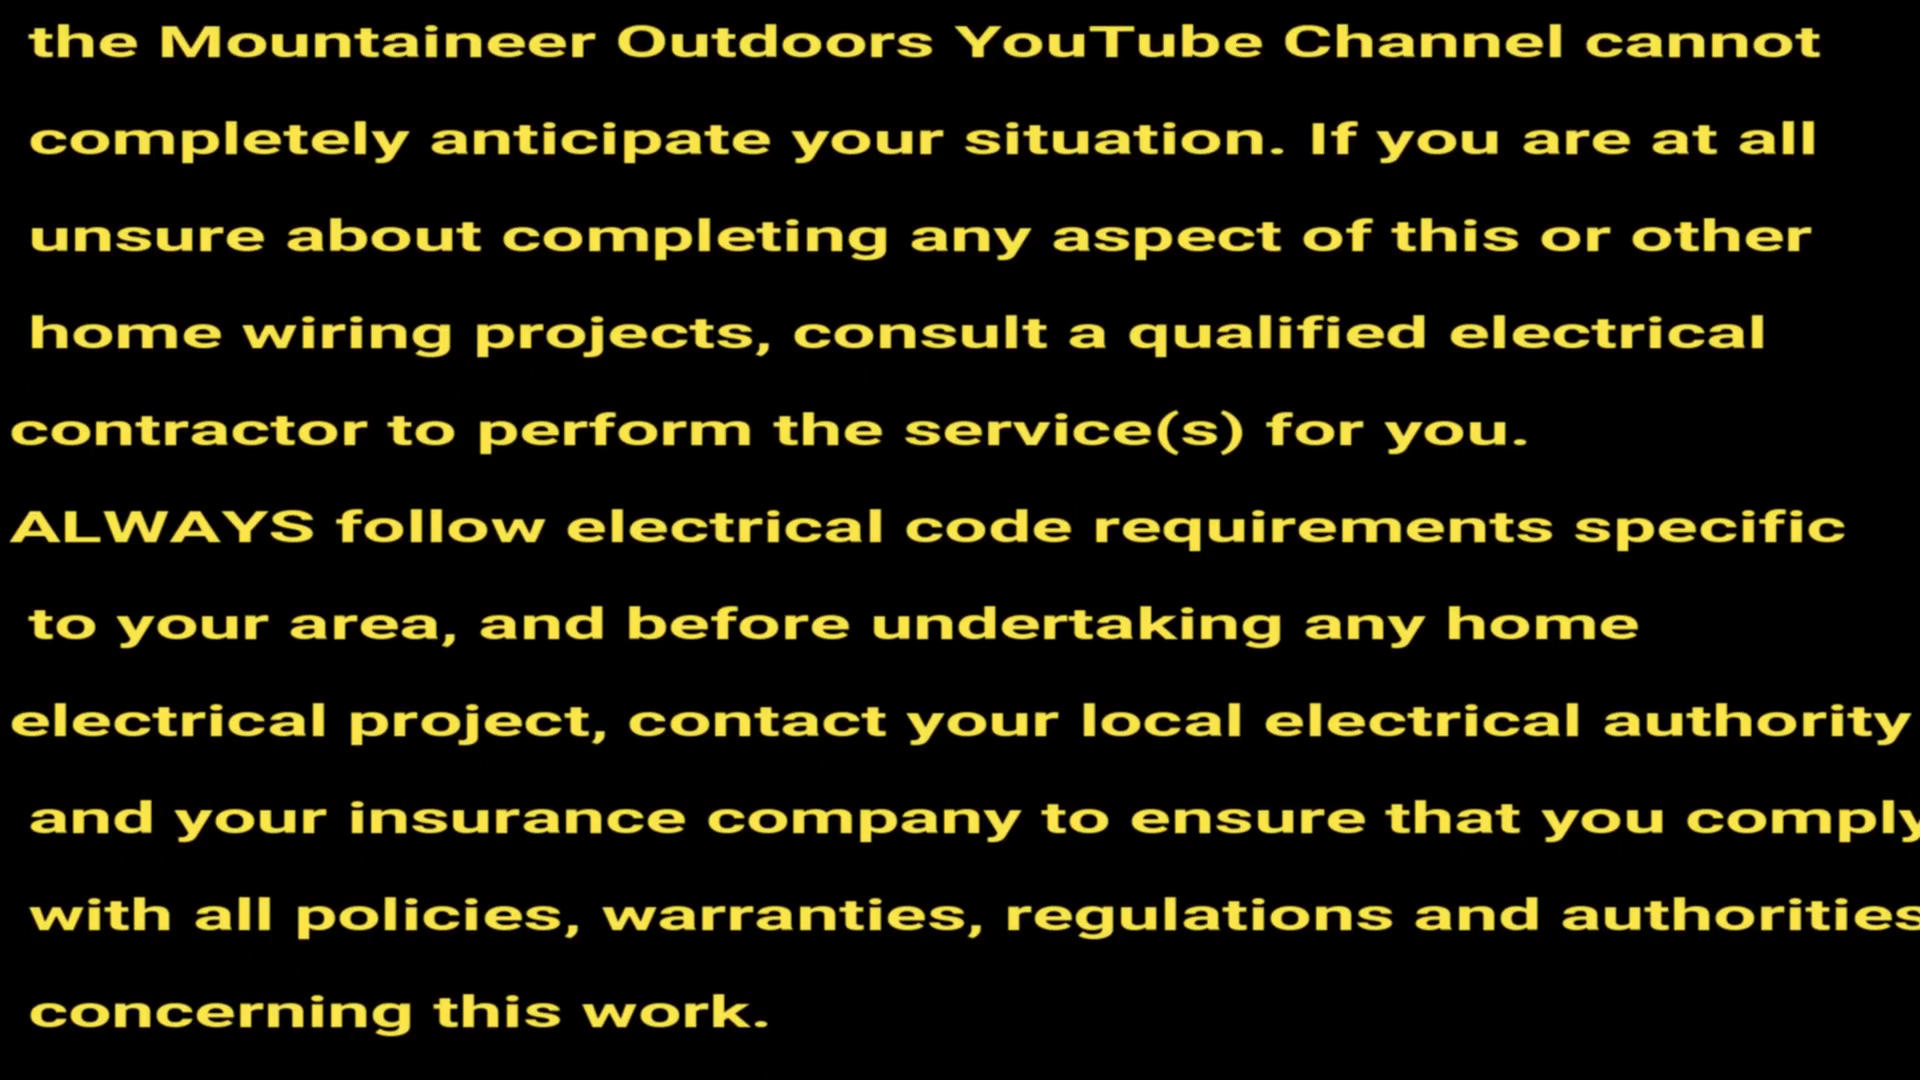 the Mountaineer Outdoors YouTube Channel cannot
completely anticipate your situation. If you are at all
unsure about completing any aspect of this or other
home wiring projects, consult a qualified electrical
contractor to perform the service(s) for you.
ALWAYS follow electrical code requirements specific
to your area, and before undertaking any home
electrical project, contact your local electrical authority
and your insurance company to ensure that you comply
with all policies, warranties, regulations and authorities
concerning this work.